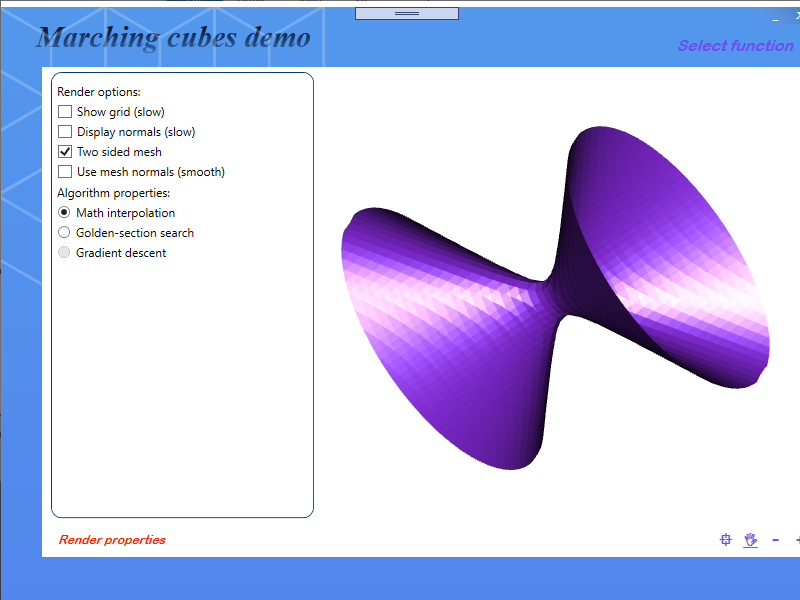 Marching cubes demo
Select function
Render options:
Show grid (slow)
Display normals (slow)
Two sided mesh
Use mesh normals (smooth)
Algorithm properties:
Math interpolation
Golden-section search
Gradient descent
Render properties